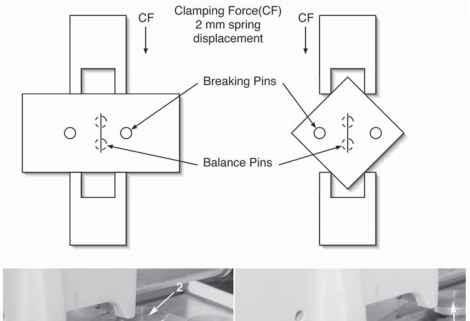 CF
Clamping Force(CF)
2 mm spring
displacement
CF
Breaking Pins
Balance Pins
2